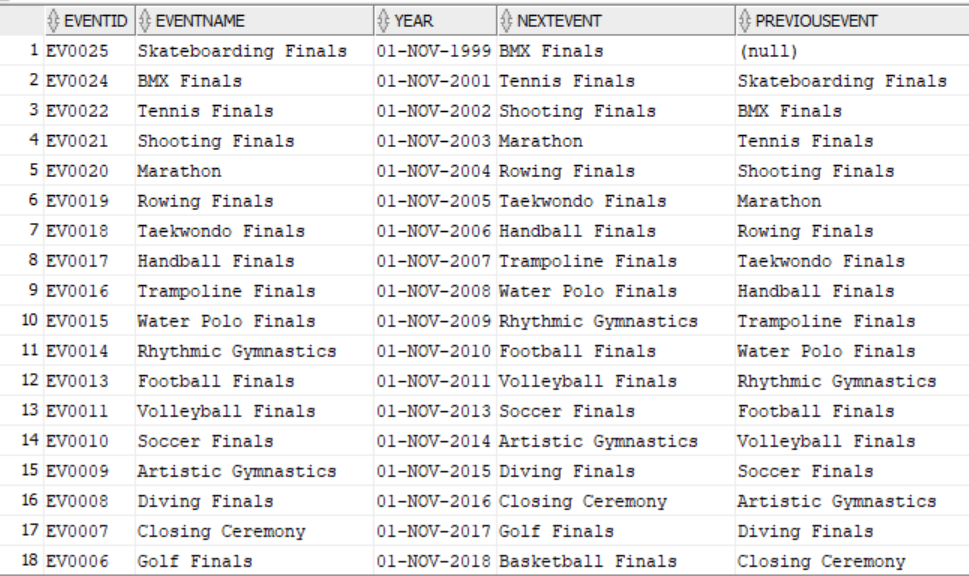 EVENTID EVENTNAME YEAR NEXTEVENT PREVIOUSEVENT
1 EV0025 Skateboarding Finals 01-NOV-1999 BMX Finals (null)
2 EV0024 BMX Finals 01-NOV-2001 Tennis Finals Skateboarding Finals
3 EV0022 Tennis Finals 01-NOV-2002 Shooting Finals BMX Finals
4 EV0021 Shooting Finals 01-NOV-2003 Marathon Tennis Finals
5 EV0020 Marathon 01-NOV-2004 Rowing Finals Shooting Finals
6 EV0019 Rowing Finals 01-NOV-2005 Taekwondo Finals Marathon
7 EV0018 Taekwondo Finals 01-NOV-2006 Handball Finals Rowing Finals
8 EV0017 Handball Finals 01-NOV-2007 Trampoline Finals Taekwondo Finals
9 EV0016 Trampoline Finals 01-NOV-2008 Water Polo Finals Handball Finals
10 EV0015 Water Polo Finals 01-NOV-2009 Rhythmic Gymnastics Trampoline Finals
11 EV0014 Rhythmic Gymnastics 01-NOV-2010 Football Finals Water Polo Finals
12 EV0013 Football Finals 01-NOV-2011 Volleyball Finals Rhythmic Gymnastics
13 EV0011 Volleyball Finals 01-NOV-2013 Soccer Finals Football Finals
14 EV0010 Soccer Finals 01-NOV-2014 Artistic Gymnastics Volleyball Finals
15 EV0009 Artistic Gymnastics 01-NOV-2015 Diving Finals Soccer Finals
16 EV0008 Diving Finals 01-NOV-2016 Closing Ceremony Artistic Gymnastics
17 EV0007 Closing Ceremony 01-NOV-2017 Golf Finals Diving Finals
18 EV0006 Golf Finals 01-NOV-2018 Basketball Finals Closing Ceremony